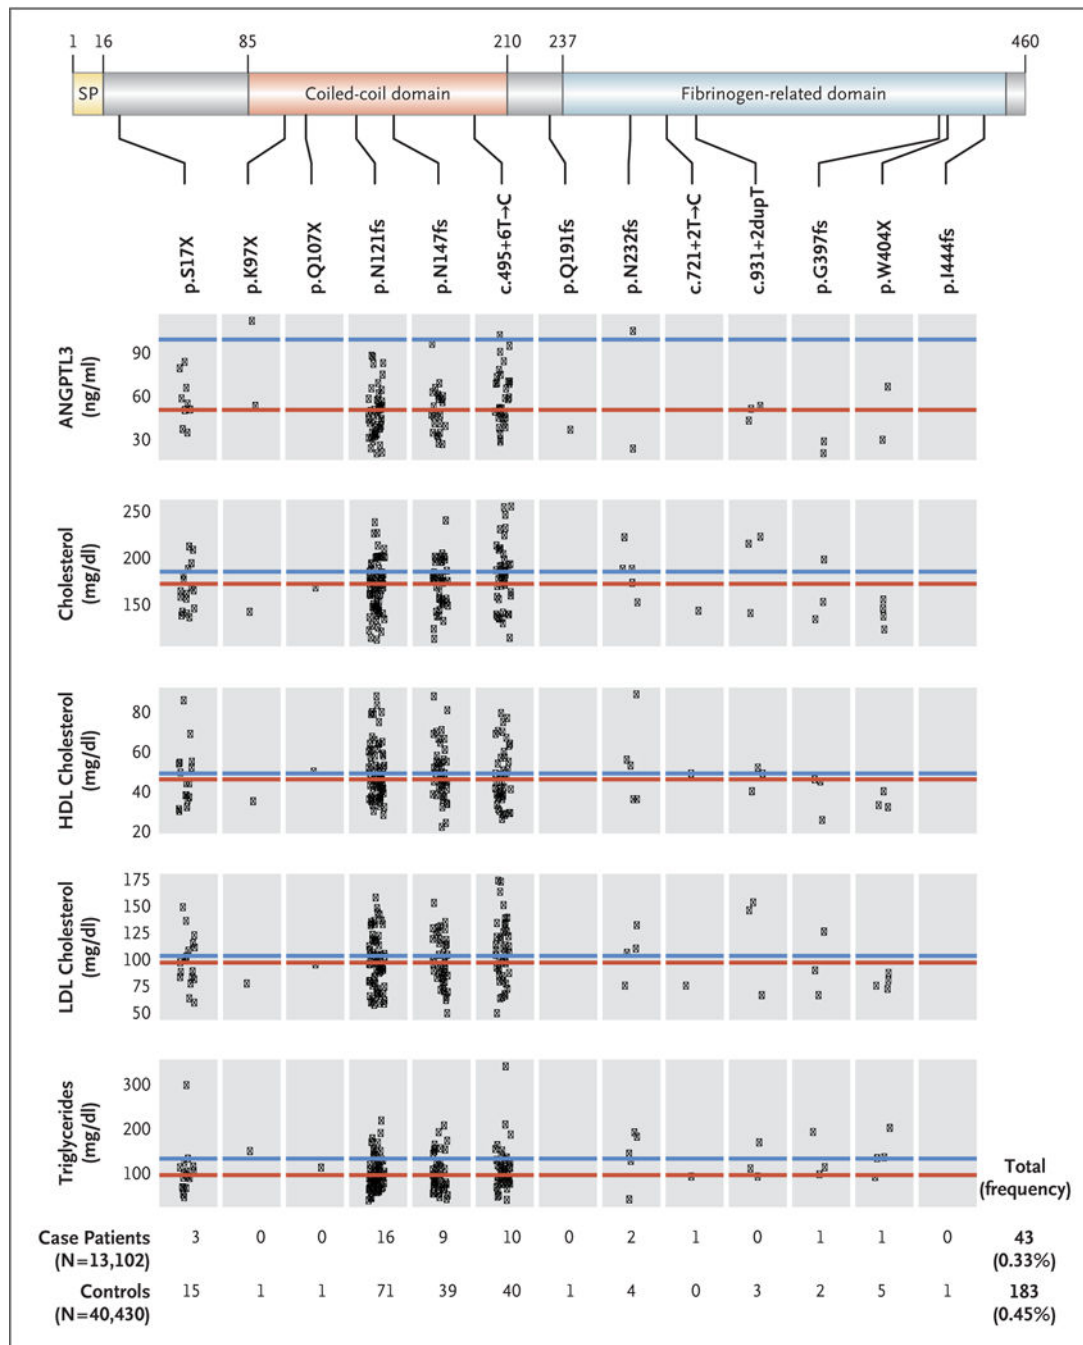 1 16 85 210 237 460
SP Coiled-coil domain Fibrinogen-related domain
p.S17X p.K97X p.Q107X p.N121fs p.N147fs c.495+6T→C p.Q191fs p.N232fs c.721+2T→C c.931+2dupT p.G397fs p.W404X p.I444fs
ANGPTL3
(ng/ml)
90
60
30
Cholesterol
(mg/dl)
250
200
150
HDL Cholesterol
(mg/dl)
80
60
40
20
LDL Cholesterol
(mg/dl)
175
150
125
100
75
50
Triglycerides
(mg/dl)
300
200
100
Total
(frequency)
Case Patients 3 0 0 16 9 10 0 2 1 0 1 1 0 43
(N=13,102) (0.33%)
Controls 15 1 1 71 39 40 1 4 0 3 2 5 1 183
(N=40,430) (0.45%)